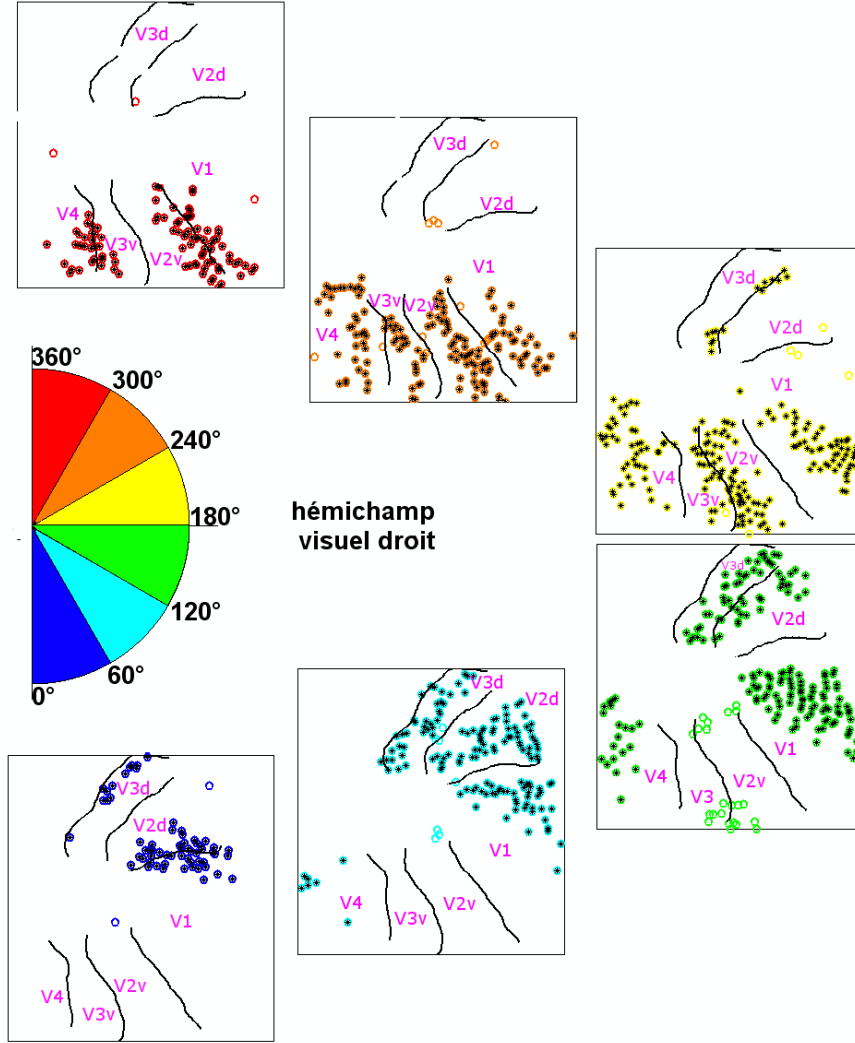 V3d
V2d
V1
V4
V3v
V2v
V3d
V2d
V1
V3v
V2v
V4
V3d
V2d
V1
V2v
V4
V3v
360°
300°
240°
180°
120°
60°
0°
hémichamp
visuel droit
V3d
V2d
V1
V4
V3
V2v
V3d
V2d
V1
V4
V3v
V2v
V3d
V2d
V1
V4
V2v
V3v